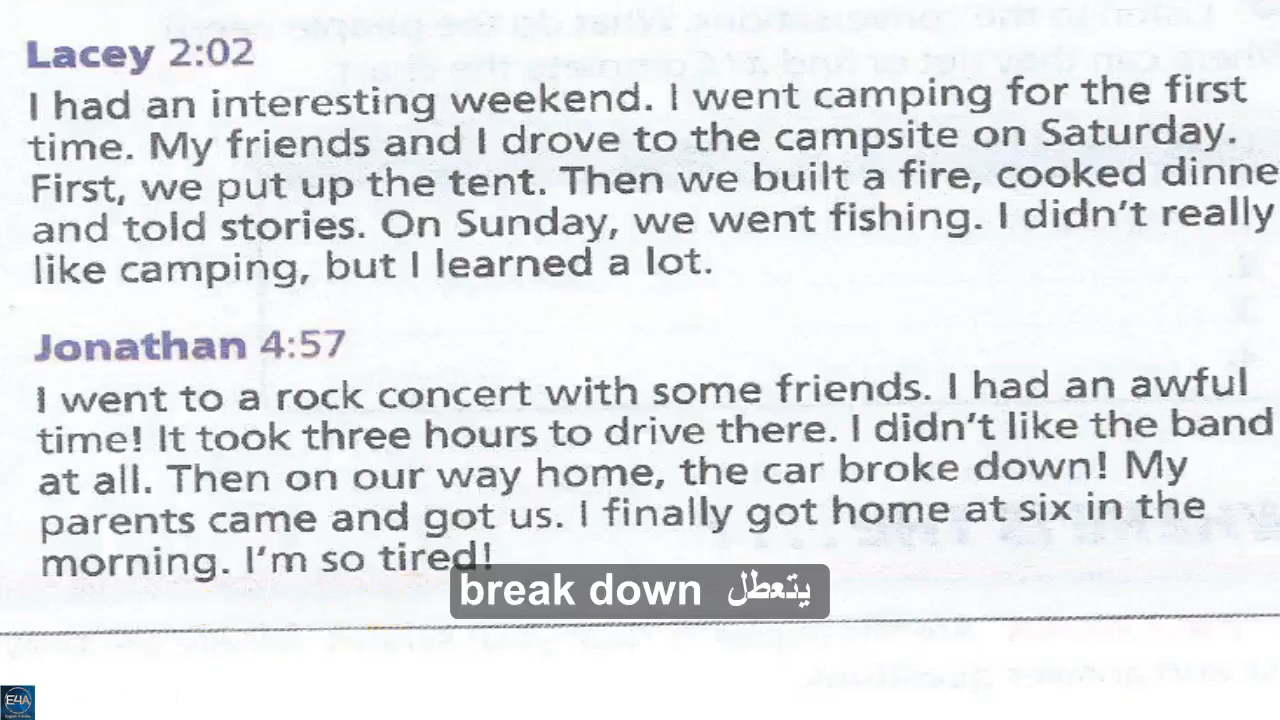 Lacey 2:02
I had an interesting weekend. I went camping for the first
time. My friends and I drove to the campsite on Saturday.
First, we put up the tent. Then we built a fire, cooked dinne
and told stories. On Sunday, we went fishing. I didn't really
like camping, but I learned a lot.
Jonathan 4:57
I went to a rock concert with some friends. I had an awful
time! It took three hours to drive there. I didn't like the band
at all. Then on our way home, the car broke down! My
parents came and got us. I finally got home at six in the
morning. I'm so tired!
break down يتعطل
E4A